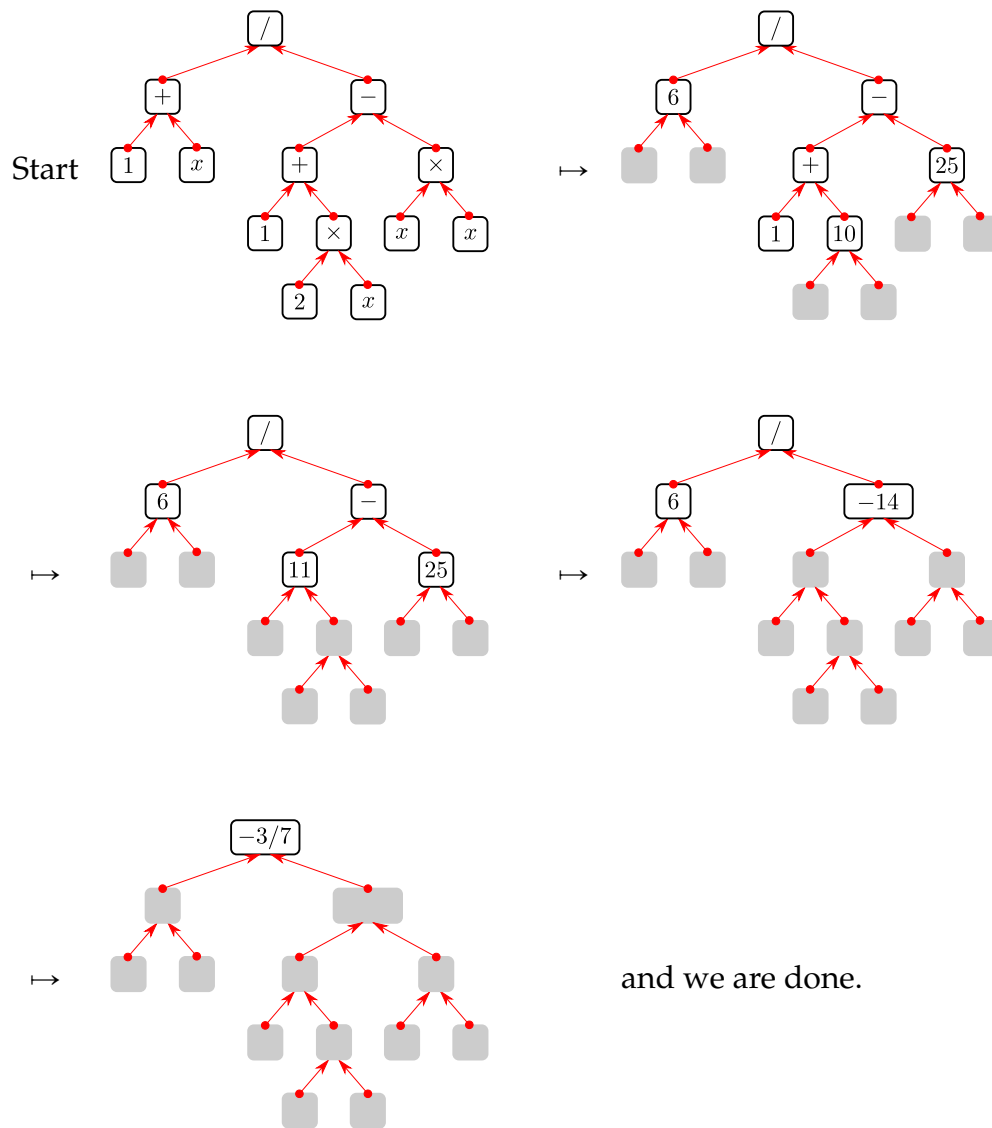 / /
+ − 6 −
Start 1 x + × ↦ + 25
1 × x x 1 10
2 x
/ /
6 − 6 −14
↦ 11 25 ↦
−3/7
↦ and we are done.